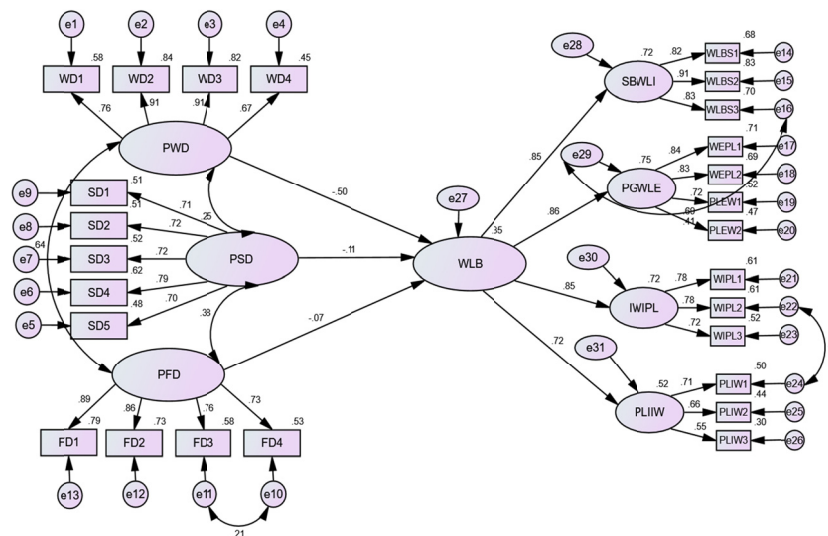 e1 e2 e3 e4
.58 .84 .82 .45
WD1 WD2 WD3 WD4
.76 .91 .91 .67
PWD
e9 SD1 .51
.71
e8 SD2 .51
.72 .25
e7 .64 SD3 .52
.72
e6 SD4 .62
.79
e5 SD5 .48
.70
PSD
PFD
.89 .86 .76 .73
FD1 .79 FD2 .73 FD3 .58 FD4 .53
e13 e12 e11 e10
.21
-.50
-.11
-.07
e27
.35
WLB
.85
.86
.85
.72
e28
.72
SBWLI
.82 WLBS1 .68 e14
.91 WLBS2 .83 e15
.83 WLBS3 .70 e16
e29
.75
PGWLE
.84 WEPL1 .71 e17
.83 WEPL2 .69 e18
.72 PLEW1 .52 e19
.69 PLEW2 .47 e20
.41
e30
.72
IWIPL
.78 WIPL1 .61 e21
.78 WIPL2 .61 e22
.72 WIPL3 .52 e23
e31
.52
PLIIW
.71 PLIW1 .50 e24
.66 PLIW2 .44 e25
.55 PLIW3 .30 e26